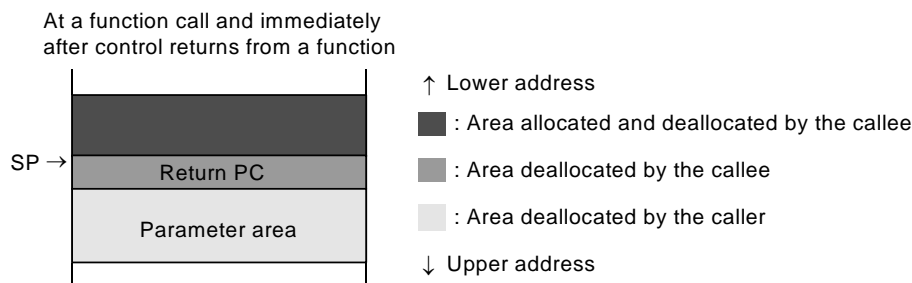 At a function call and immediately
after control returns from a function
↑ Lower address
: Area allocated and deallocated by the callee
SP →
Return PC
: Area deallocated by the callee
Parameter area
: Area deallocated by the caller
↓ Upper address